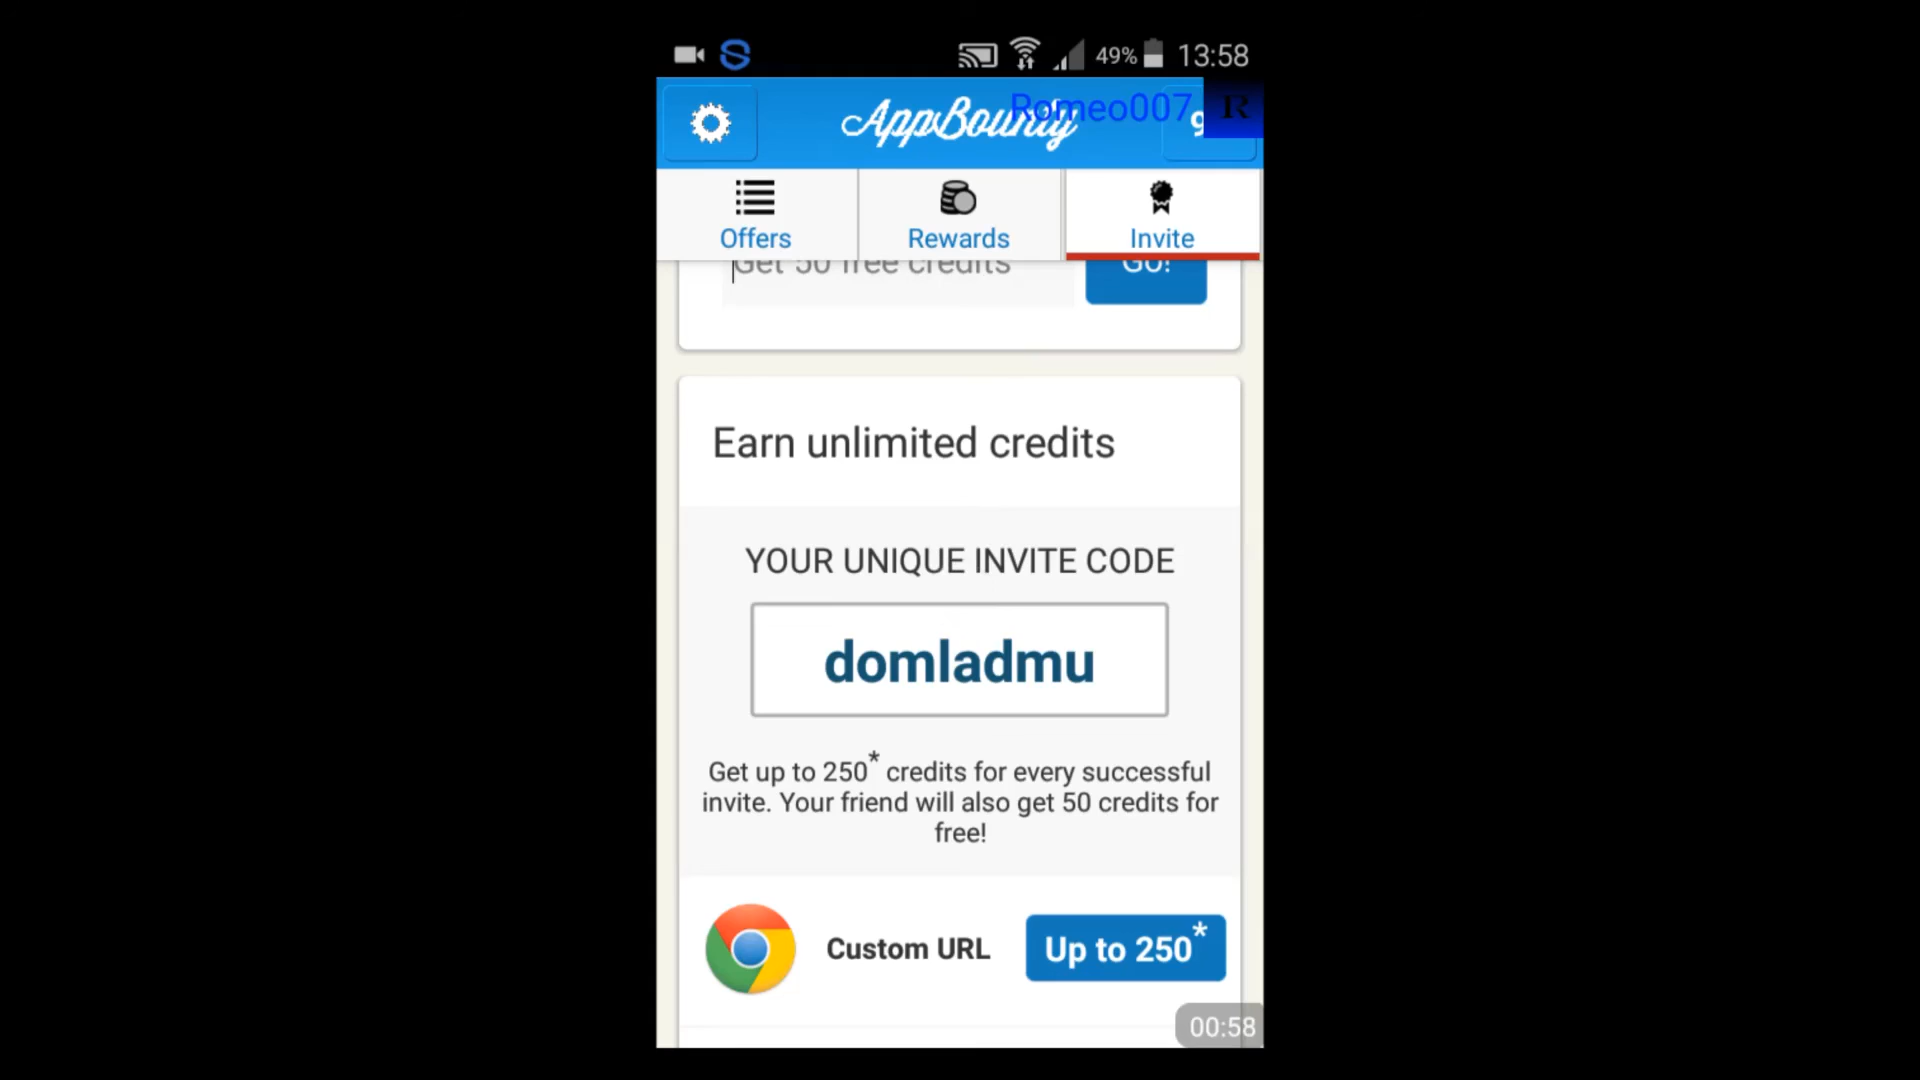 49% 13:58
AppBounty Romeo007 R
9
Offers Rewards Invite
Get 50 free credits Go!
Earn unlimited credits
YOUR UNIQUE INVITE CODE
domladmu
Get up to 250* credits for every successful
invite. Your friend will also get 50 credits for
free!
Custom URL Up to 250*
00:58